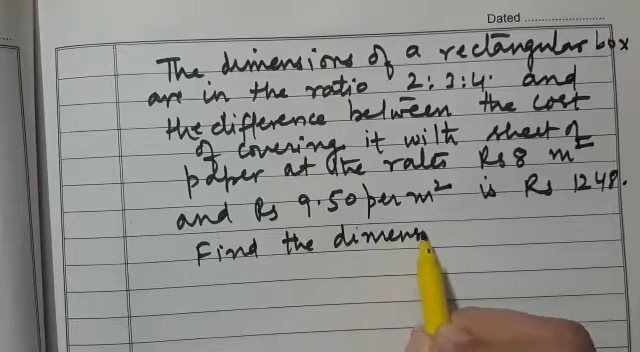 Dated
The dimensions of a rectangular box
are in the ratio 2:3:4. and
the difference between the cost
of covering it with sheet of
paper at the rates Rs 8 m²
and Rs 9.50 per m² is Rs 1248.
Find the dimens